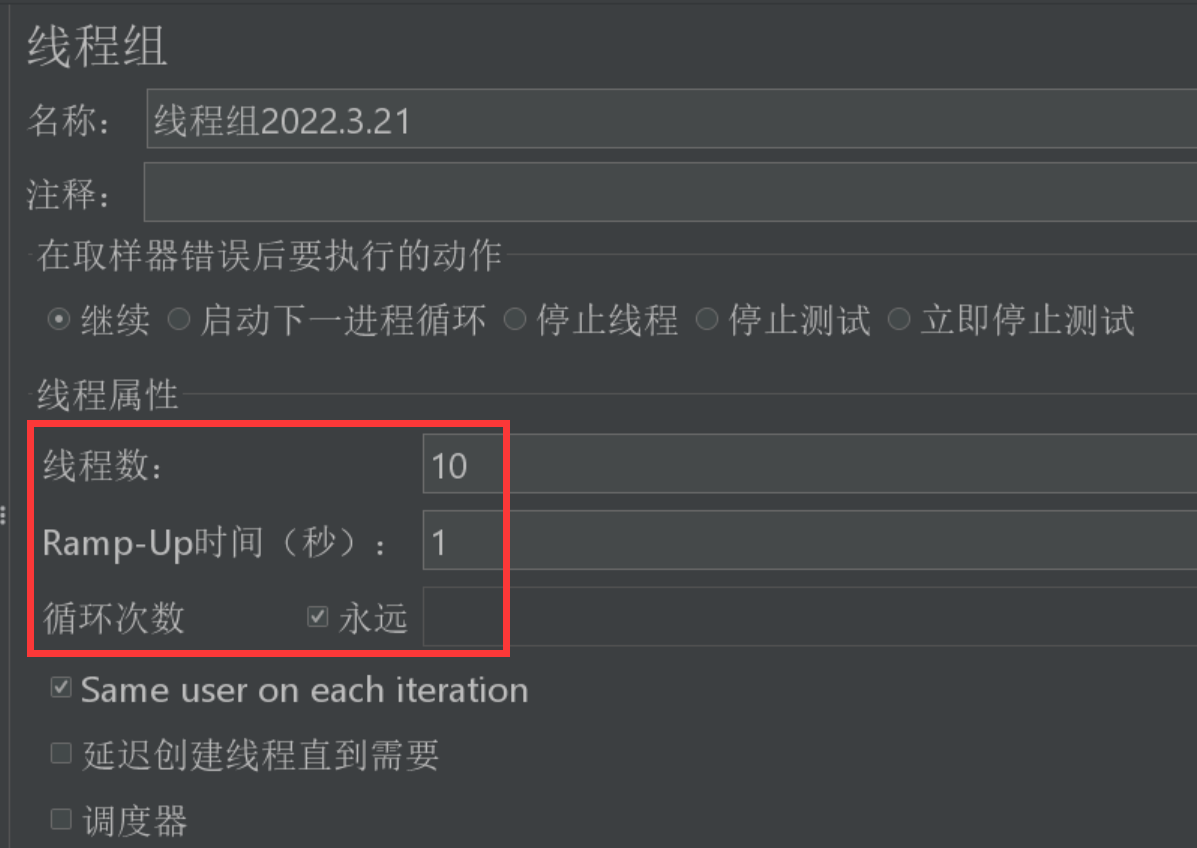 线程组
名称： 线程组2022.3.21
注释：
在取样器错误后要执行的动作
继续 启动下一进程循环 停止线程 停止测试 立即停止测试
线程属性
线程数： 10
Ramp-Up时间（秒）： 1
循环次数 永远
Same user on each iteration
延迟创建线程直到需要
调度器